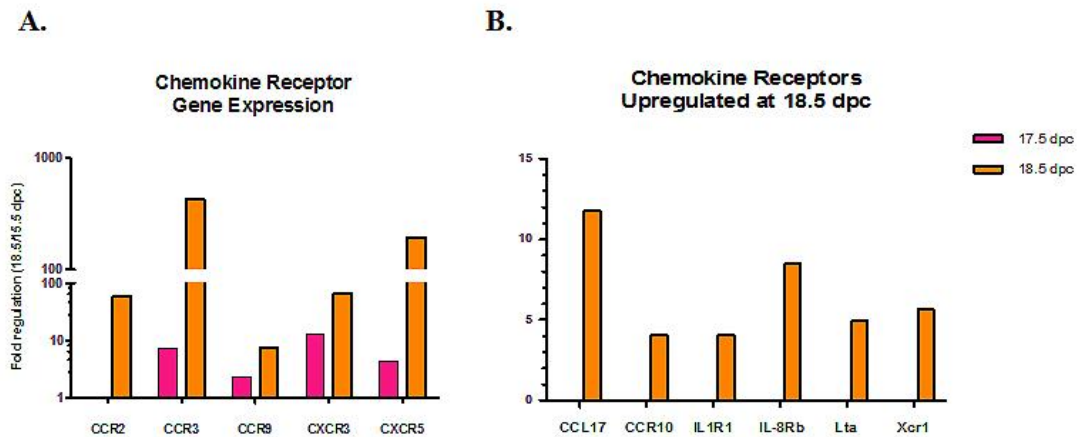 A.
B.
Chemokine Receptor
Gene Expression
Chemokine Receptors
Upregulated at 18.5 dpc
17.5 dpc
18.5 dpc
Fold regulation (18.5/15.5 dpc)
1000
100
100
10
1
CCR2 CCR3 CCR9 CXCR3 CXCR5
15
10
5
0
CCL17 CCR10 IL1R1 IL-8Rb Lta Xcr1